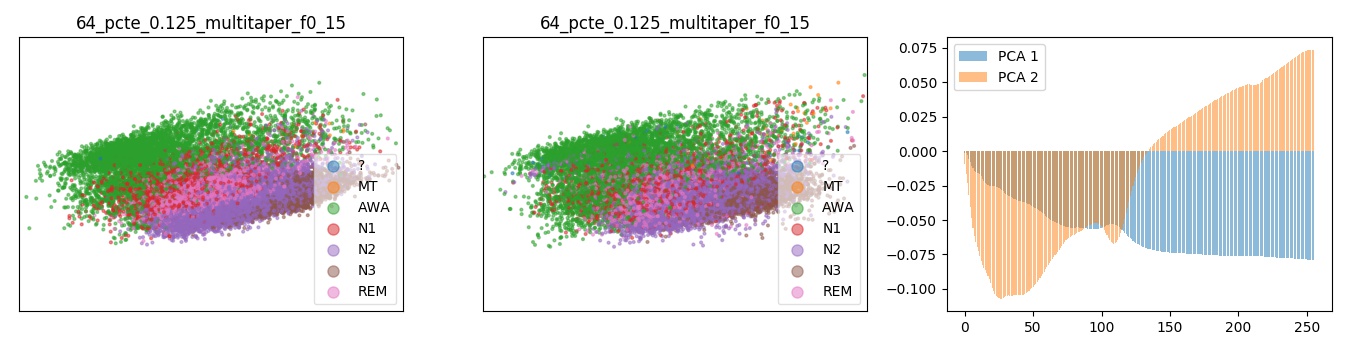 64_pcte_0.125_multitaper_f0_15
?
MT
AWA
N1
N2
N3
REM
64_pcte_0.125_multitaper_f0_15
?
MT
AWA
N1
N2
N3
REM
PCA 1
PCA 2
0.075
0.050
0.025
0.000
−0.025
−0.050
−0.075
−0.100
0 50 100 150 200 250